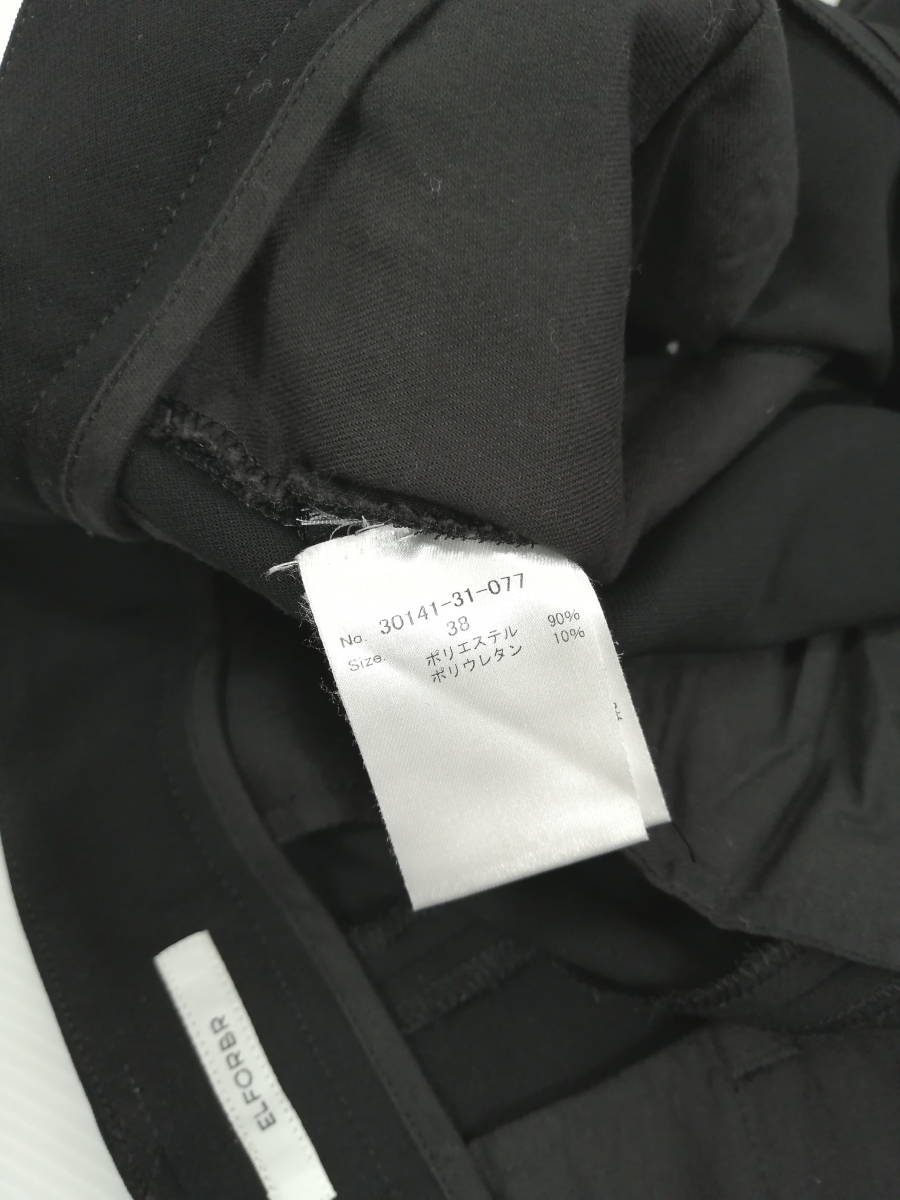 No. 30141-31-077
Size. 38
ポリエステル 90%
ポリウレタン 10%
ELFORBR